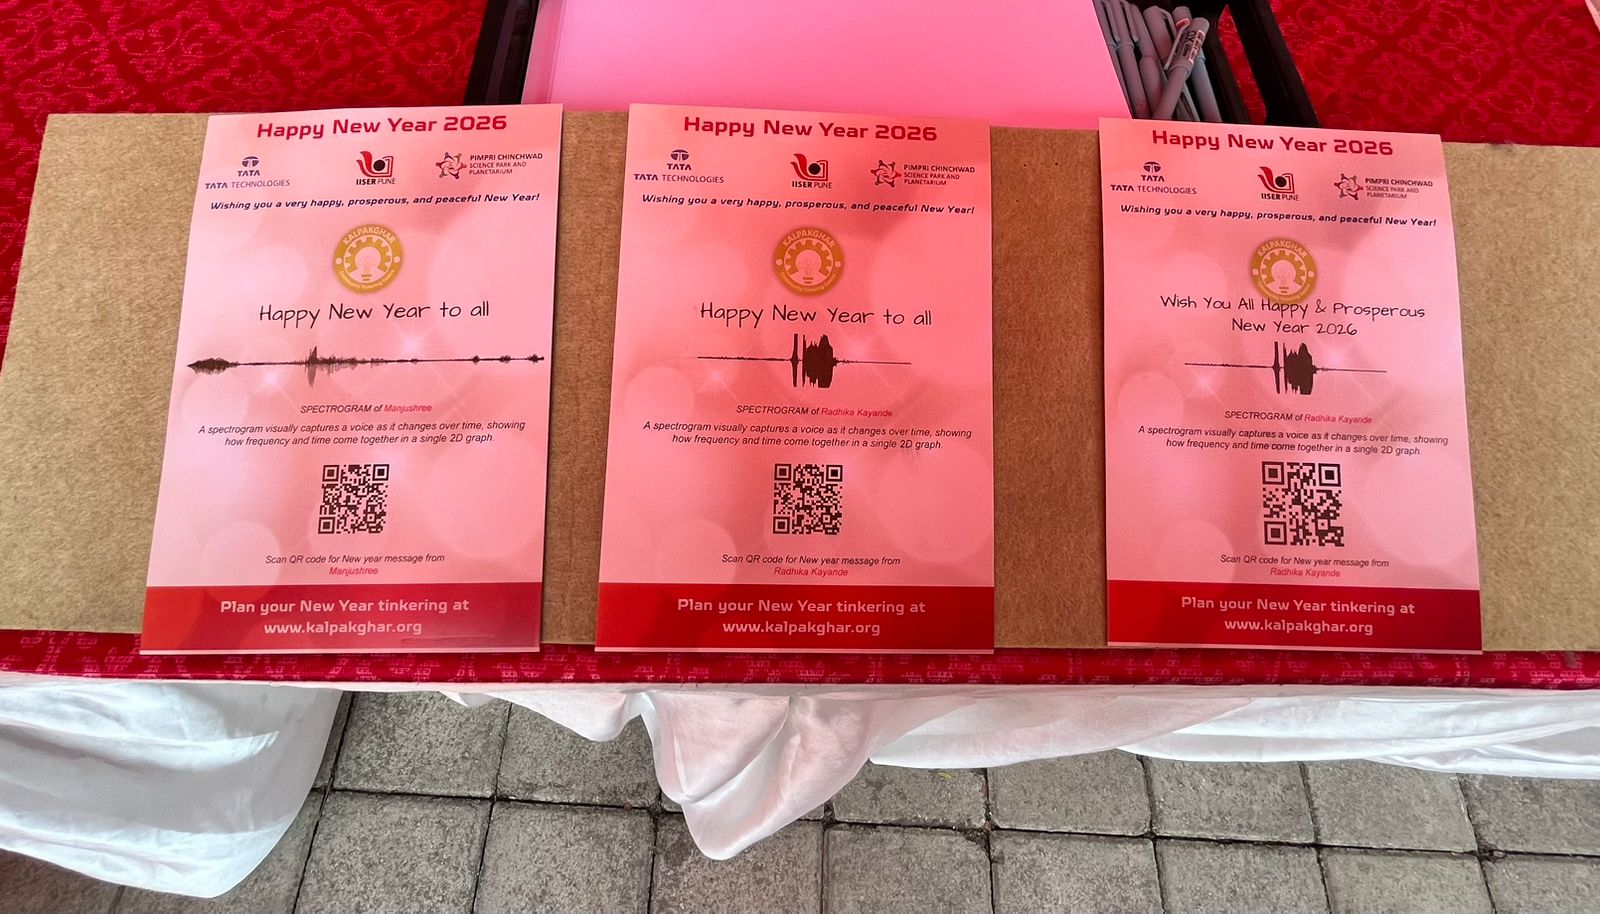 Happy New Year 2026
TATA
TATA TECHNOLOGIES
IISER PUNE
PIMPRI CHINCHWAD
SCIENCE PARK AND
PLANETARIUM
Wishing you a very happy, prosperous, and peaceful New Year!
KALPAKGHAR
Community Tinkering Centre
Happy New Year to all
SPECTROGRAM of Manjushree
A spectrogram visually captures a voice as it changes over time, showing
how frequency and time come together in a single 2D graph.
Scan QR code for New year message from
Manjushree
Plan your New Year tinkering at
www.kalpakghar.org
Happy New Year 2026
TATA
TATA TECHNOLOGIES
IISER PUNE
PIMPRI CHINCHWAD
SCIENCE PARK AND
PLANETARIUM
Wishing you a very happy, prosperous, and peaceful New Year!
KALPAKGHAR
Community Tinkering Centre
Happy New Year to all
SPECTROGRAM of Radhika Kayande
A spectrogram visually captures a voice as it changes over time, showing
how frequency and time come together in a single 2D graph.
Scan QR code for New year message from
Radhika Kayande
Plan your New Year tinkering at
www.kalpakghar.org
Happy New Year 2026
TATA
TATA TECHNOLOGIES
IISER PUNE
PIMPRI CHINCHWAD
SCIENCE PARK AND
PLANETARIUM
Wishing you a very happy, prosperous, and peaceful New Year!
KALPAKGHAR
Wish You All Happy & Prosperous
New Year 2026
SPECTROGRAM of Radhika Kayande
A spectrogram visually captures a voice as it changes over time, showing
how frequency and time come together in a single 2D graph.
Scan QR code for New year message from
Radhika Kayande
Plan your New Year tinkering at
www.kalpakghar.org